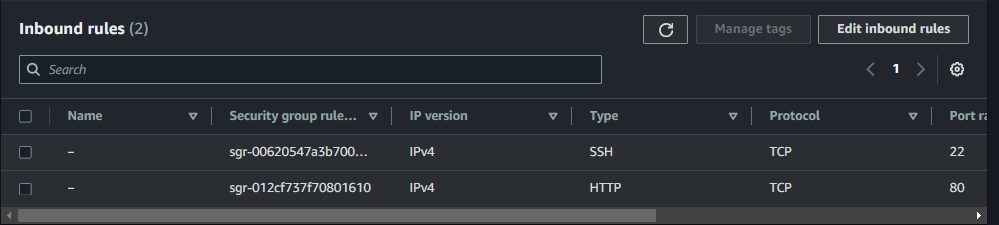 Inbound rules (2)
Manage tags
Edit inbound rules
Search
1
Name Security group rule... IP version Type Protocol Port ra
– sgr-00620547a3b700... IPv4 SSH TCP 22
– sgr-012cf737f70801610 IPv4 HTTP TCP 80